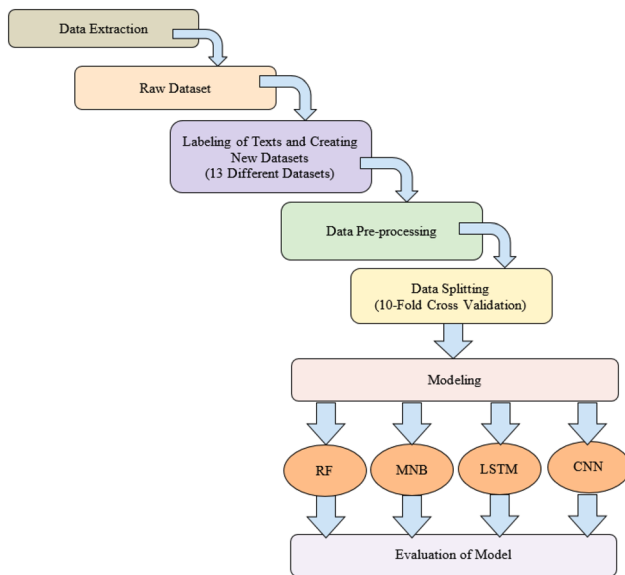 Data Extraction
Raw Dataset
Labeling of Texts and Creating
New Datasets
(13 Different Datasets)
Data Pre-processing
Data Splitting
(10-Fold Cross Validation)
Modeling
RF
MNB
LSTM
CNN
Evaluation of Model